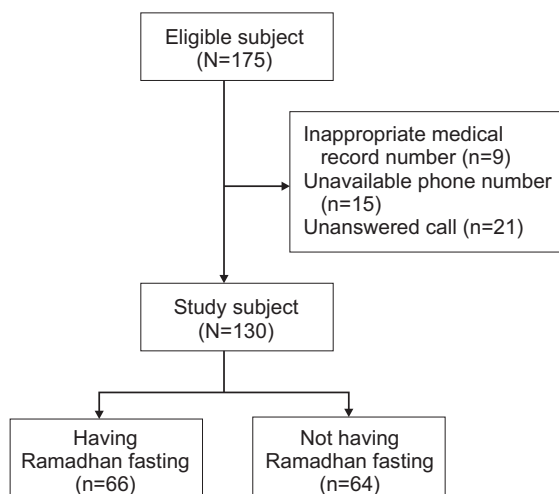 Eligible subject
(N=175)
Inappropriate medical
record number (n=9)
Unavailable phone number
(n=15)
Unanswered call (n=21)
Study subject
(N=130)
Having
Ramadhan fasting
(n=66)
Not having
Ramadhan fasting
(n=64)